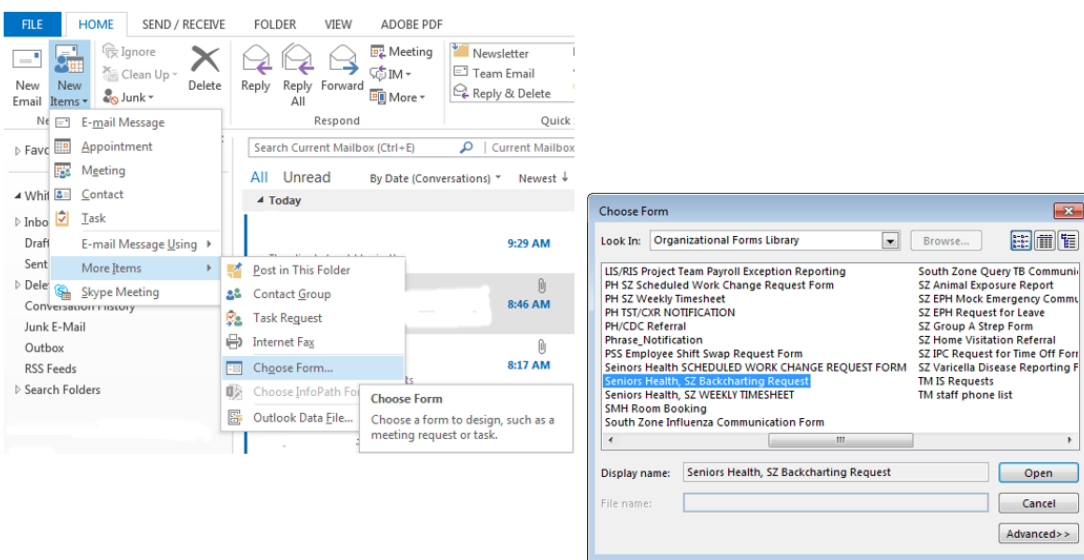 FILE HOME SEND / RECEIVE FOLDER VIEW ADOBE PDF
New Email
New Items
Ignore
Clean Up
Junk
Delete
Reply
Reply All
Forward
Meeting
IM
More
Respond
Newsletter
Team Email
Reply & Delete
Quick
E-mail Message
Appointment
Meeting
Contact
Task
E-mail Message Using
More Items
Skype Meeting
Post in This Folder
Contact Group
Task Request
Internet Fax
Choose Form...
Choose InfoPath For
Outlook Data File...
Choose Form
Choose a form to design, such as a
meeting request or task.
Search Current Mailbox (Ctrl+E) Current Mailbox
All Unread By Date (Conversations) Newest ↓
Today
9:29 AM
8:46 AM
8:17 AM
Conversation History
Junk E-Mail
Outbox
RSS Feeds
Search Folders
Choose Form
Look In: Organizational Forms Library Browse...
LIS/RIS Project Team Payroll Exception Reporting
PH SZ Scheduled Work Change Request Form
PH SZ Weekly Timesheet
PH TST/CXR NOTIFICATION
PH/CDC Referral
Phrase_Notification
PSS Employee Shift Swap Request Form
Seinors Health SCHEDULED WORK CHANGE REQUEST FORM
Seniors Health, SZ Backcharting Request
Seniors Health, SZ WEEKLY TIMESHEET
SMH Room Booking
South Zone Influenza Communication Form
South Zone Query TB Communi
SZ Animal Exposure Report
SZ EPH Mock Emergency Commu
SZ EPH Request for Leave
SZ Group A Strep Form
SZ Home Visitation Referral
SZ IPC Request for Time Off Forr
SZ Varicella Disease Reporting F
TM IS Requests
TM staff phone list
Display name: Seniors Health, SZ Backcharting Request Open
File name: Cancel
Advanced>>